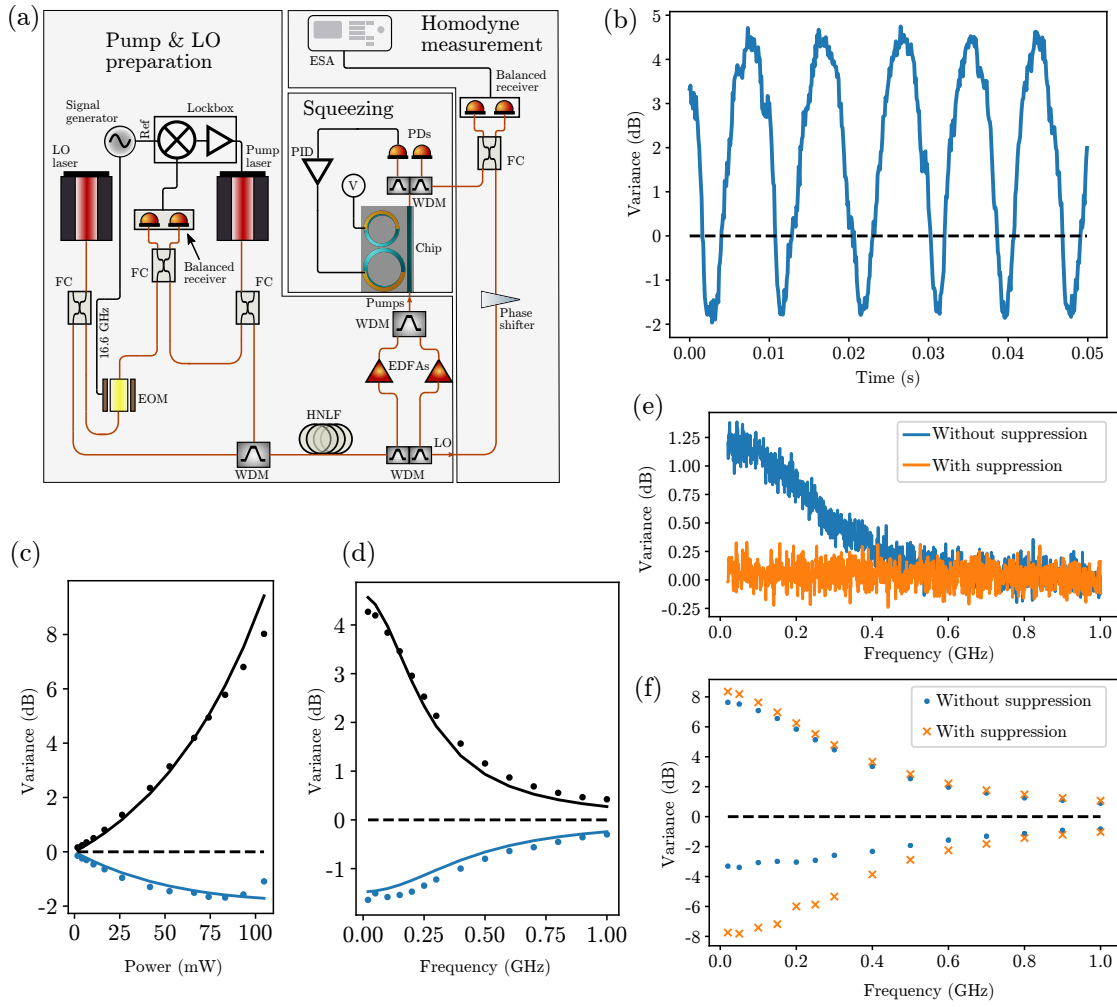 (a)
Pump & LO
preparation
Homodyne
measurement
ESA
Balanced
receiver
Signal
generator
Ref
Lockbox
Squeezing
PDs
PID
FC
LO
laser
Pump
laser
V
WDM
Chip
FC
Balanced
receiver
FC
FC
16.6 GHz
Pumps
WDM
Phase
shifter
EDFAs
EOM
HNLF
LO
WDM
WDM
(b)
Variance (dB)
5
4
3
2
1
0
-1
-2
0.00
0.01
0.02
0.03
0.04
0.05
Time (s)
(e)
Variance (dB)
1.25
1.00
0.75
0.50
0.25
0.00
-0.25
Without suppression
With suppression
0.0
0.2
0.4
0.6
0.8
1.0
Frequency (GHz)
(c)
Variance (dB)
8
6
4
2
0
-2
0
25
50
75
100
Power (mW)
(d)
Variance (dB)
4
3
2
1
0
-1
0.00
0.25
0.50
0.75
1.00
Frequency (GHz)
(f)
Variance (dB)
8
6
4
2
0
-2
-4
-6
-8
Without suppression
With suppression
0.0
0.2
0.4
0.6
0.8
1.0
Frequency (GHz)